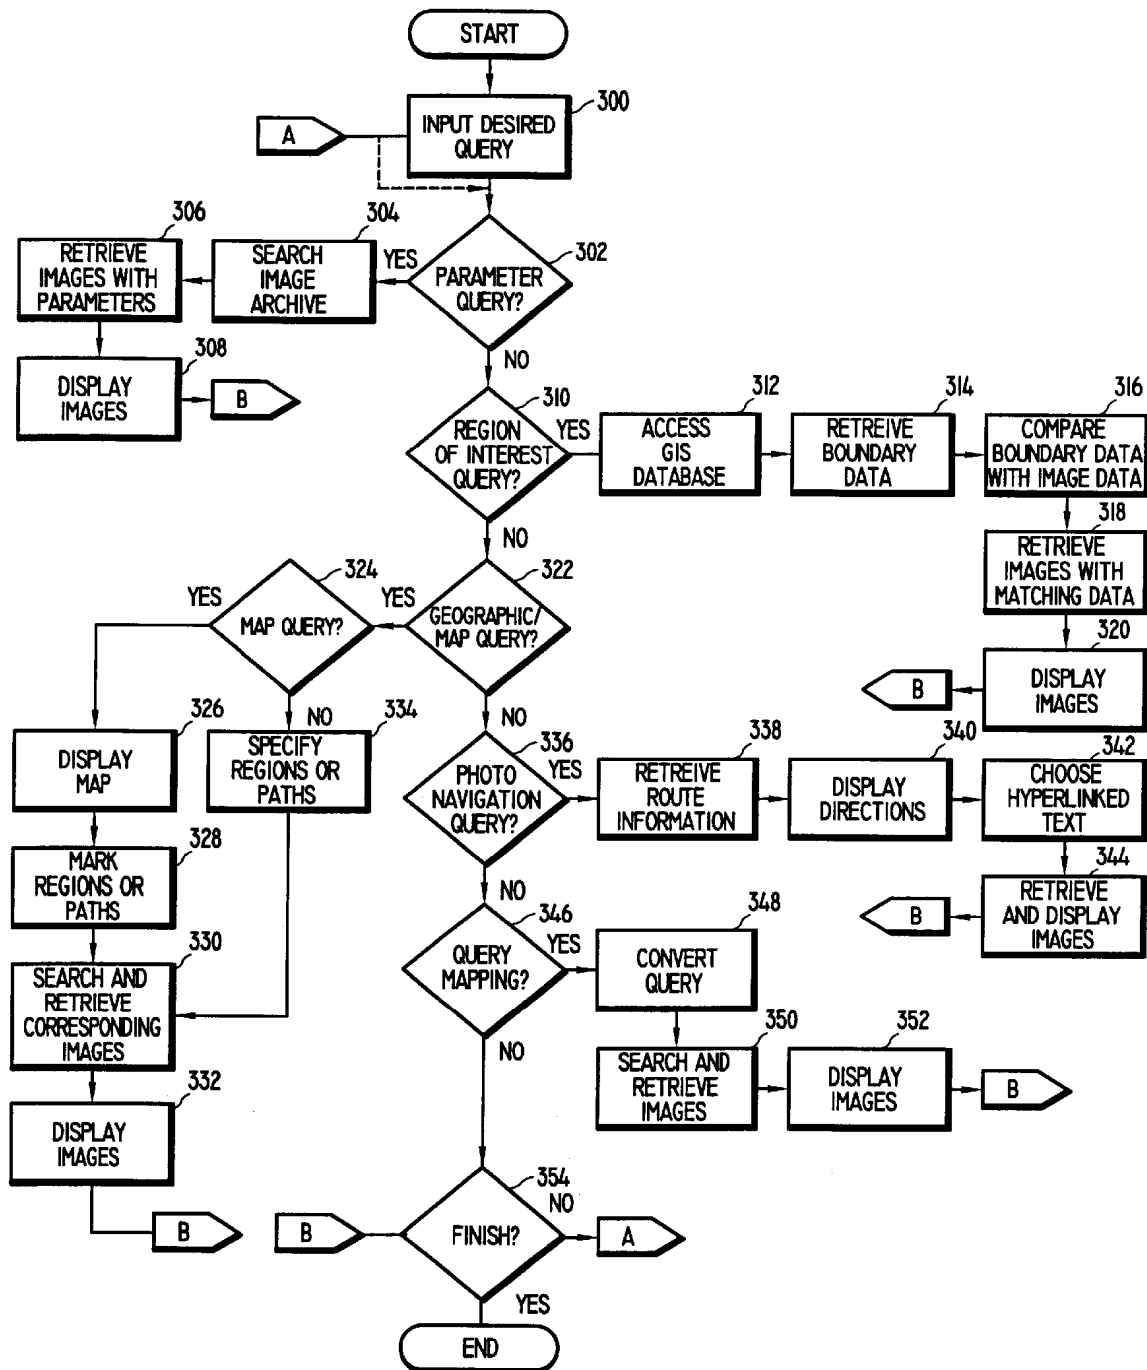 START
300
INPUT DESIRED
QUERY
A
302
PARAMETER
QUERY?
YES
304
SEARCH
IMAGE
ARCHIVE
306
RETRIEVE
IMAGES WITH
PARAMETERS
308
DISPLAY
IMAGES
B
NO
310
REGION
OF INTEREST
QUERY?
YES
312
ACCESS
GIS
DATABASE
314
RETREIVE
BOUNDARY
DATA
316
COMPARE
BOUNDARY DATA
WITH IMAGE DATA
318
RETRIEVE
IMAGES WITH
MATCHING DATA
320
DISPLAY
IMAGES
B
NO
322
GEOGRAPHIC/
MAP QUERY?
YES
324
MAP QUERY?
YES
326
DISPLAY
MAP
328
MARK
REGIONS OR
PATHS
330
SEARCH AND
RETRIEVE
CORRESPONDING
IMAGES
332
DISPLAY
IMAGES
B
NO
334
SPECIFY
REGIONS OR
PATHS
NO
336
PHOTO
NAVIGATION
QUERY?
YES
338
RETREIVE
ROUTE
INFORMATION
340
DISPLAY
DIRECTIONS
342
CHOOSE
HYPERLINKED
TEXT
344
RETRIEVE
AND DISPLAY
IMAGES
B
NO
346
QUERY
MAPPING?
YES
348
CONVERT
QUERY
350
SEARCH AND
RETRIEVE
IMAGES
352
DISPLAY
IMAGES
B
NO
354
B
FINISH?
NO
A
YES
END